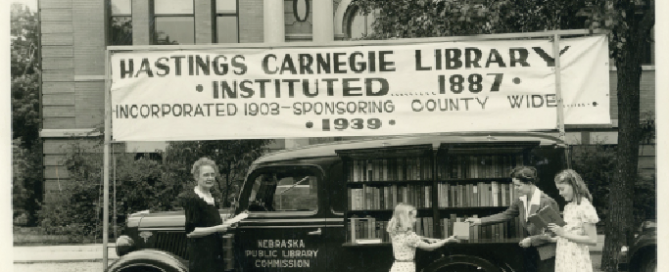 HASTINGS CARNEGIE LIBRARY
• INSTITUTED ........ 1887 •
INCORPORATED 1903-SPONSORING COUNTY WIDE......
• 1939 •
NEBRASKA
PUBLIC LIBRARY
COMMISSION